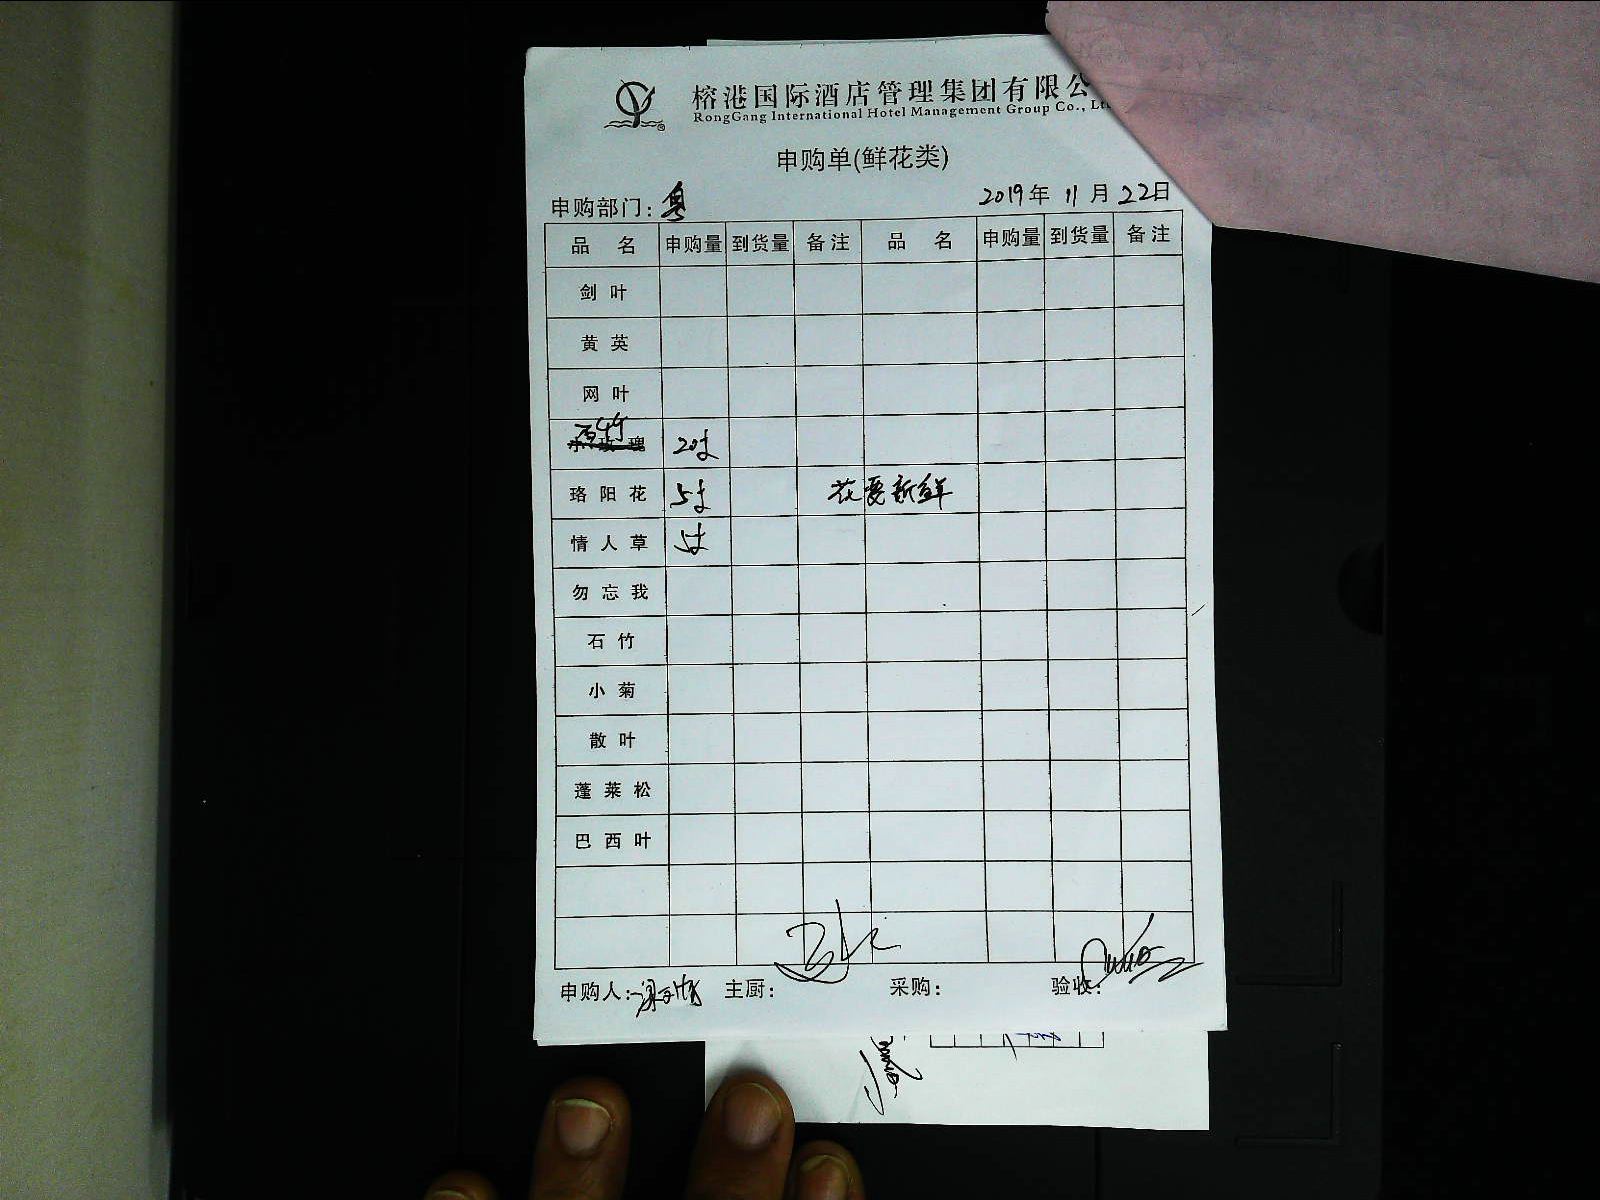 榕港国际酒店管理集团有限公
RongGang International Hotel Management Group Co., Lt
申购单(鲜花类)
申购部门：粤 2019年 11月 22日
品 名 申购量 到货量 备注 品 名 申购量 到货量 备注
剑叶
黄英
网叶
石竹 20扎
珞阳花 5扎 花要新鲜
情人草 5扎
勿忘我
石竹
小菊
散叶
蓬莱松
巴西叶
申购人： 主厨： 采购： 验收：